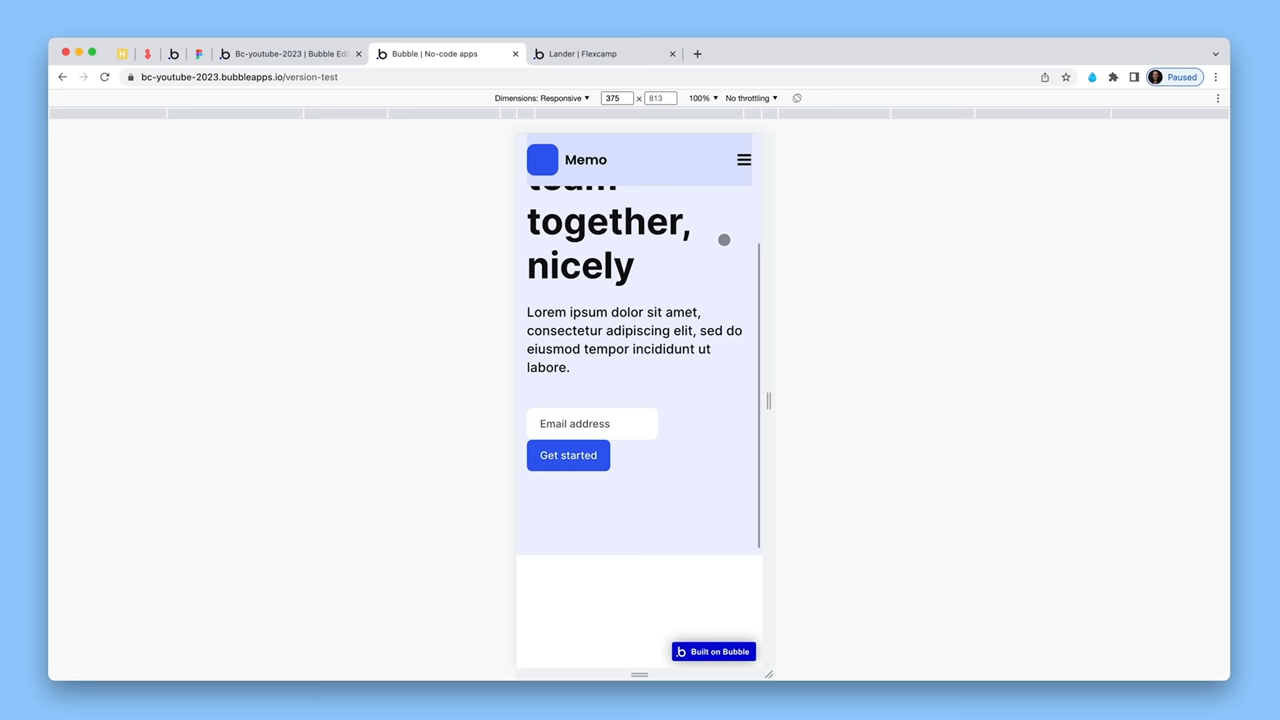 Bc-youtube-2023 | Bubble Edi
Bubble | No-code apps
Lander | Flexcamp
bc-youtube-2023.bubbleapps.io/version-test
Paused
Dimensions: Responsive
375 × 813
100%
No throttling
Memo
team
together,
nicely
Lorem ipsum dolor sit amet,
consectetur adipiscing elit, sed do
eiusmod tempor incididunt ut
labore.
Email address
Get started
Built on Bubble